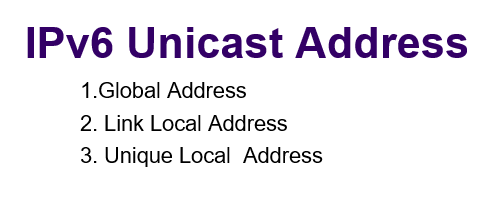 IPv6 Unicast Address
1.Global Address
2. Link Local Address
3. Unique Local  Address